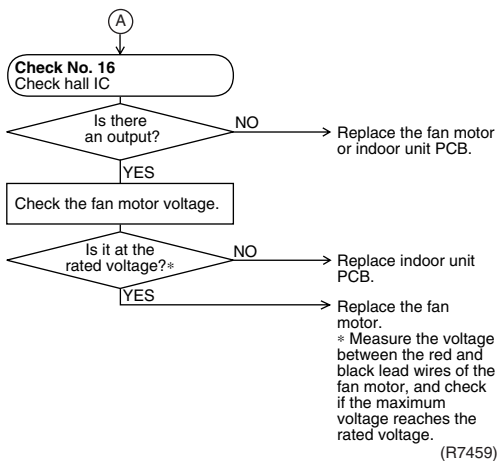 A
Check No. 16
Check hall IC
Is there
an output?
NO
Replace the fan motor
or indoor unit PCB.
YES
Check the fan motor voltage.
Is it at the
rated voltage?*
NO
Replace indoor unit
PCB.
YES
Replace the fan
motor.
* Measure the voltage
between the red and
black lead wires of the
fan motor, and check
if the maximum
voltage reaches the
rated voltage.
(R7459)